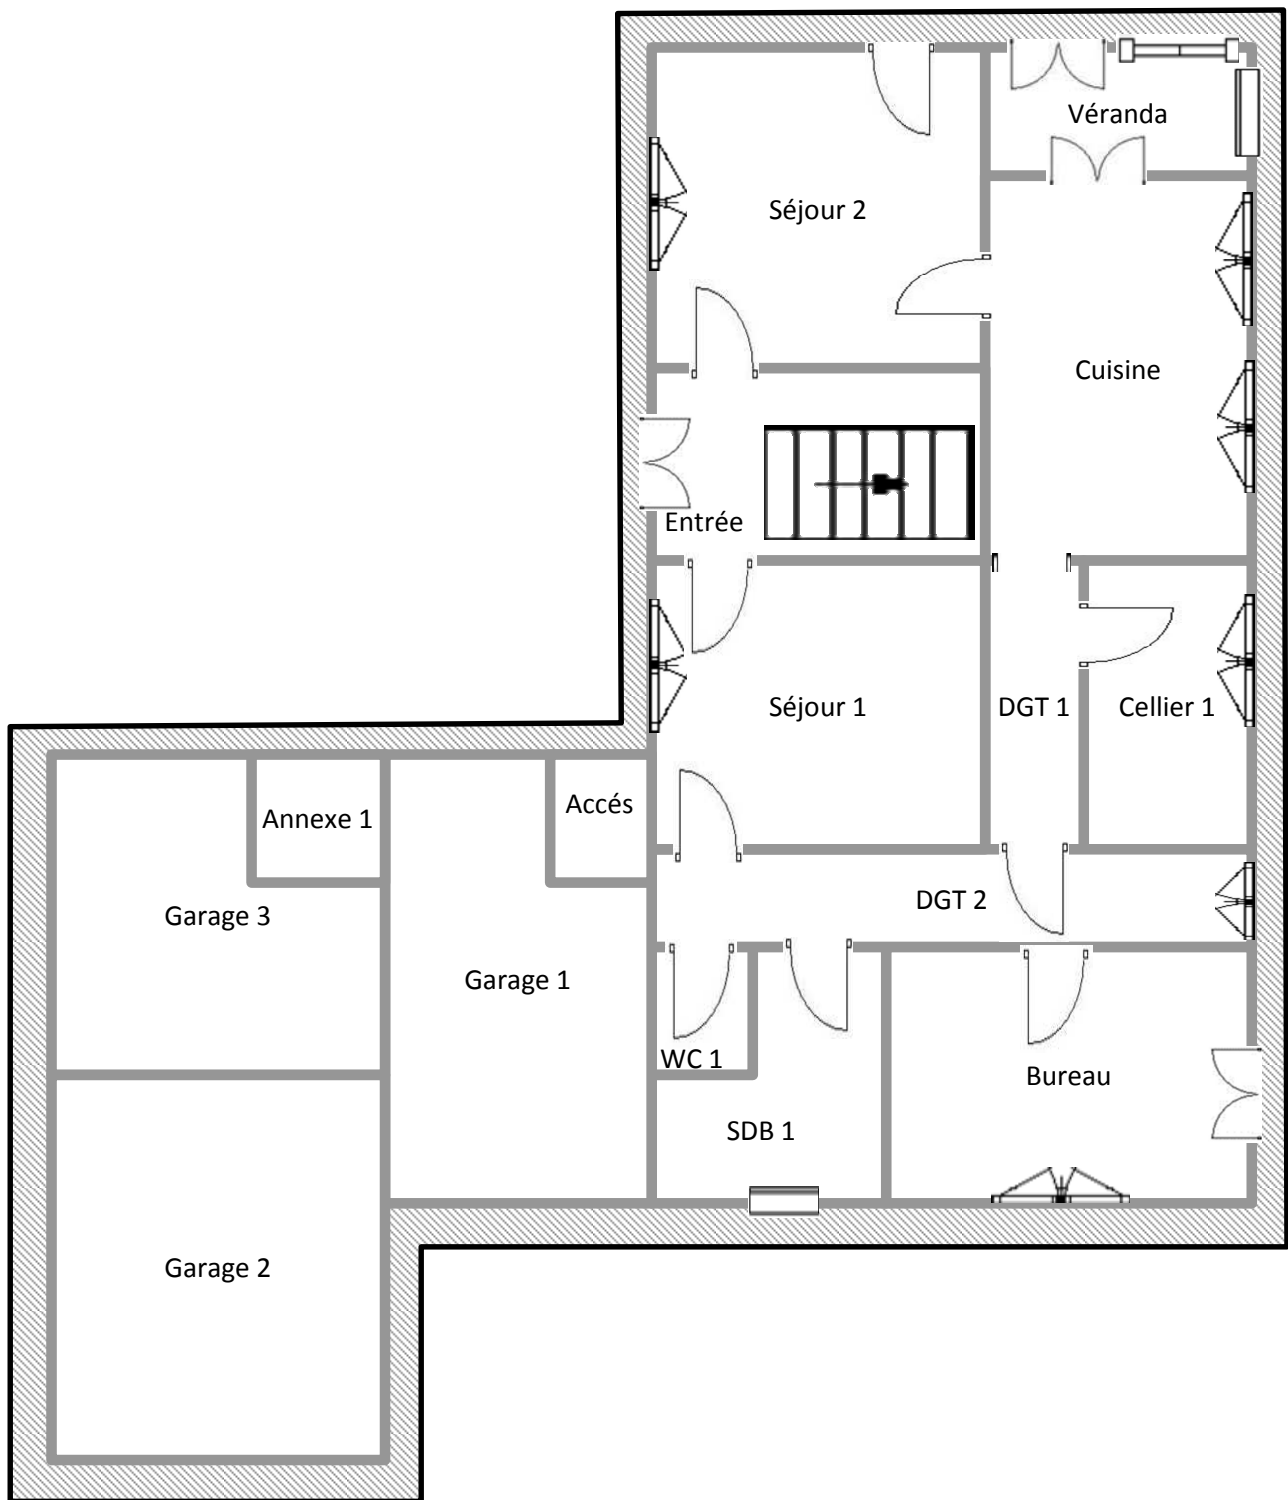 Véranda
Séjour 2
Cuisine
Entrée
Séjour 1
DGT 1
Cellier 1
Accés
Annexe 1
DGT 2
Garage 3
Garage 1
WC 1
Bureau
SDB 1
Garage 2